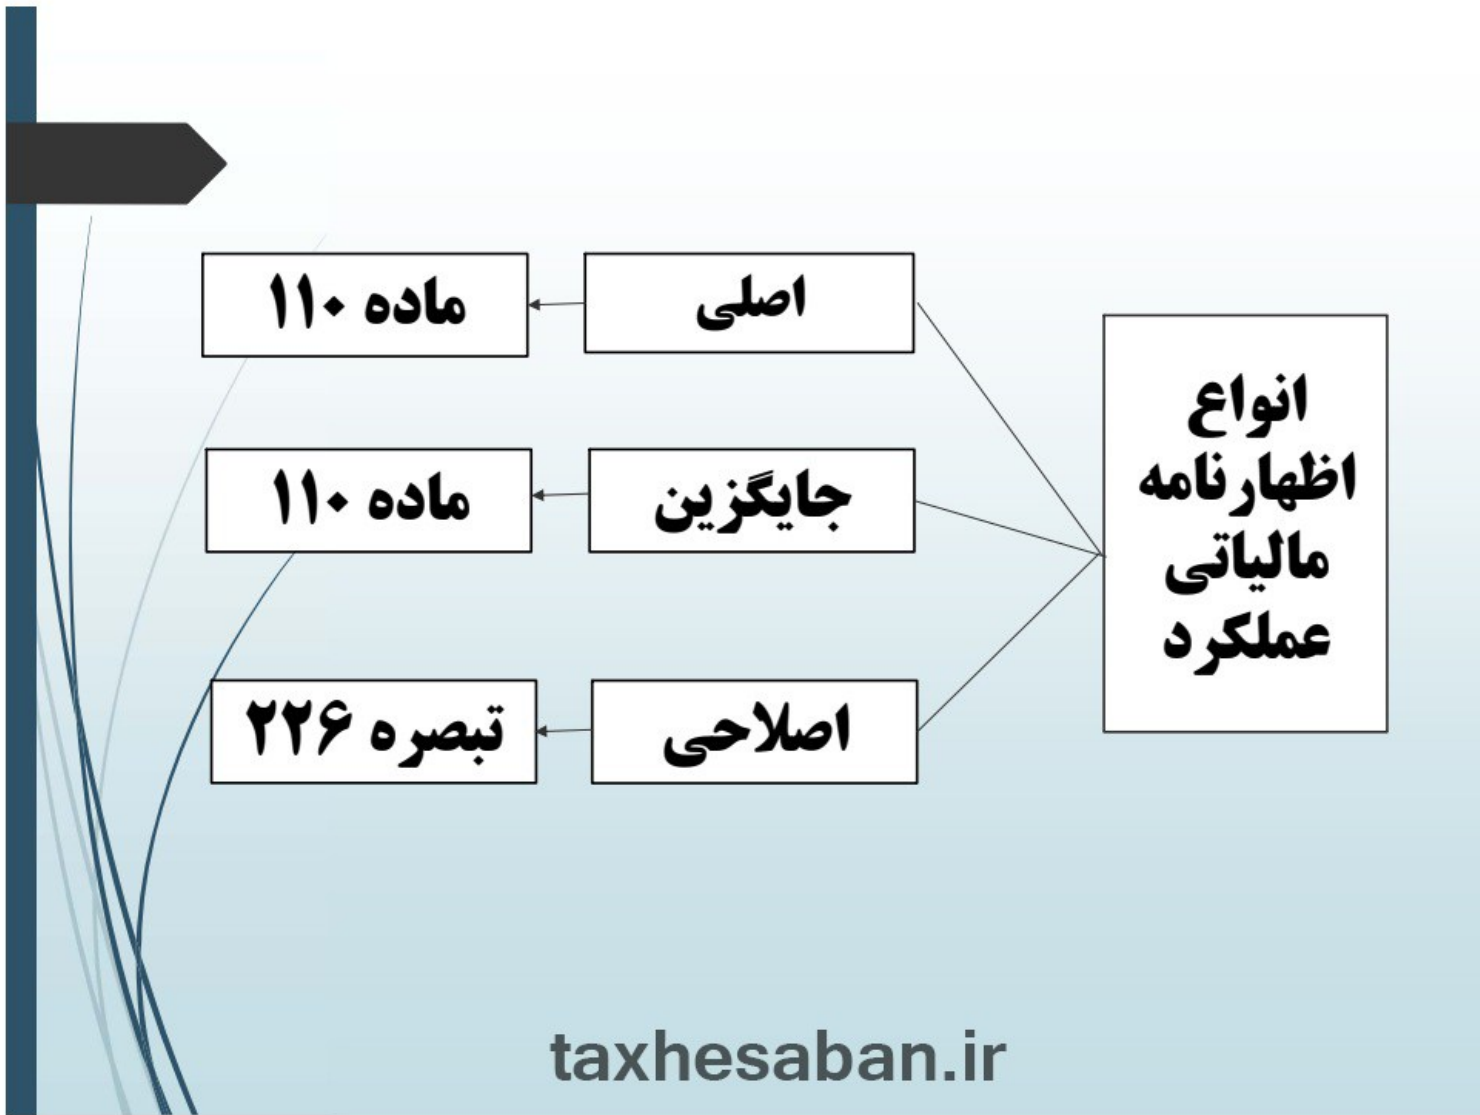 انواع
اظهارنامه
مالیاتی
عملکرد
اصلی
ماده ۱۱۰
جایگزین
ماده ۱۱۰
اصلاحی
تبصره ۲۲۶
taxhesaban.ir